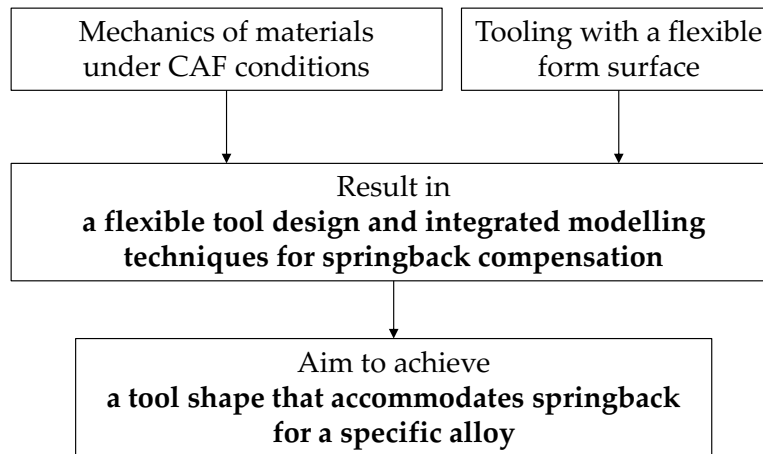 Mechanics of materials
under CAF conditions
Tooling with a flexible
form surface
Result in
a flexible tool design and integrated modelling
techniques for springback compensation
Aim to achieve
a tool shape that accommodates springback
for a specific alloy